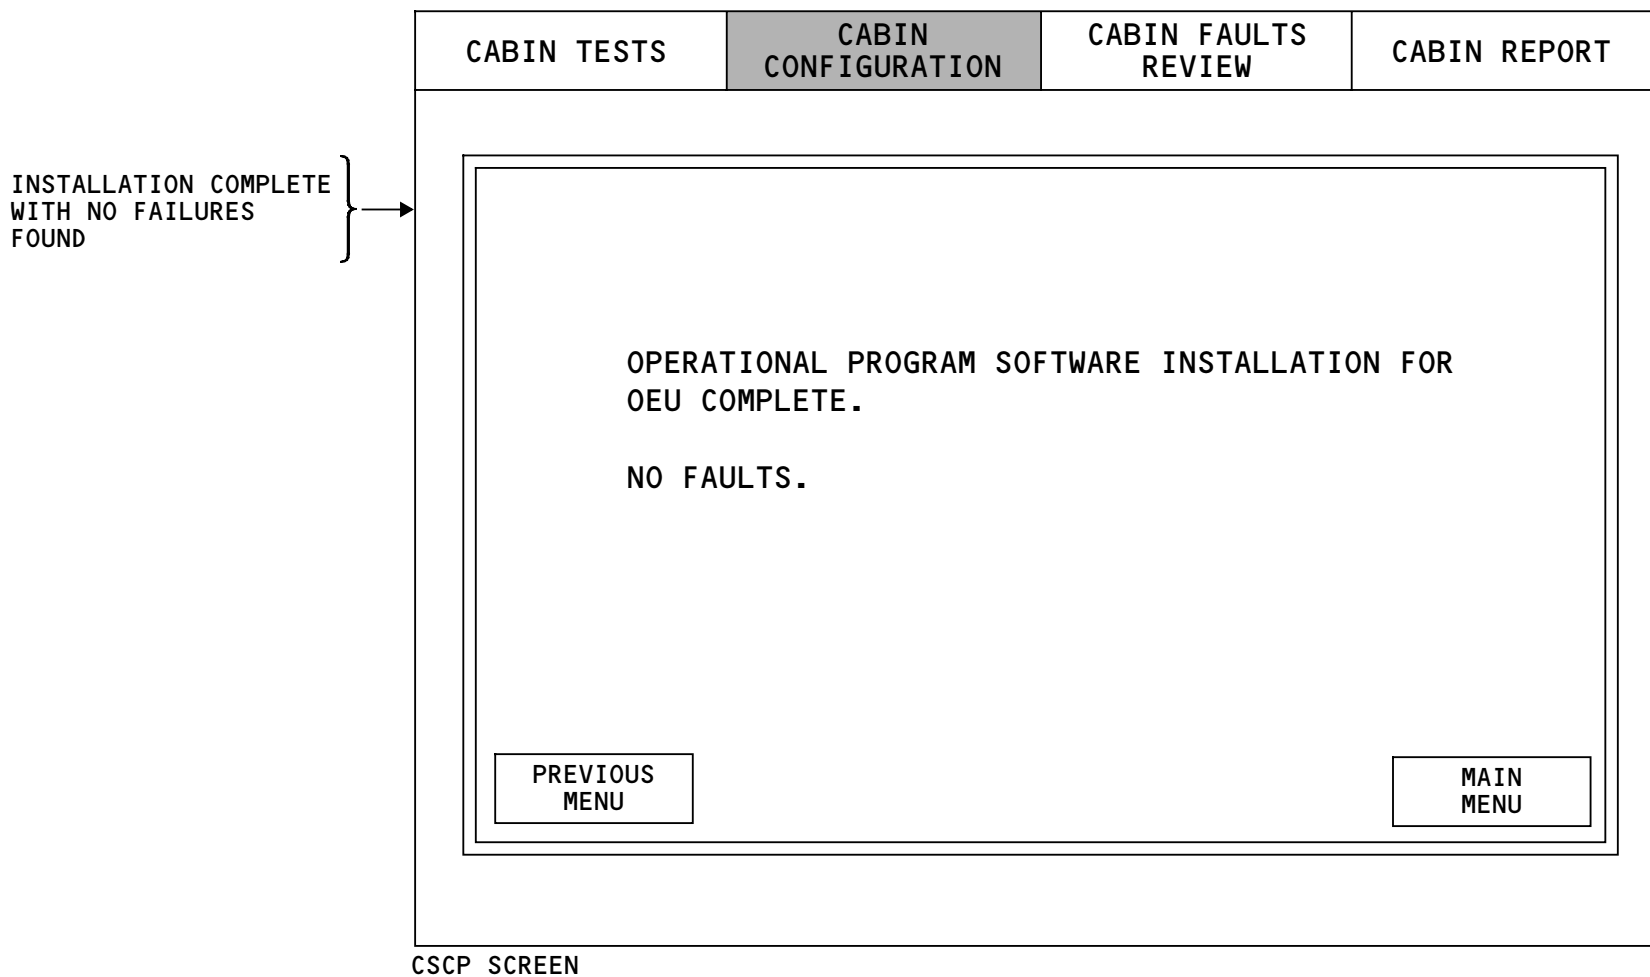 CABIN TESTS
CABIN
CONFIGURATION
CABIN FAULTS
REVIEW
CABIN REPORT
INSTALLATION COMPLETE
WITH NO FAILURES
FOUND
OPERATIONAL PROGRAM SOFTWARE INSTALLATION FOR
OEU COMPLETE.
NO FAULTS.
PREVIOUS
MENU
MAIN
MENU
CSCP SCREEN